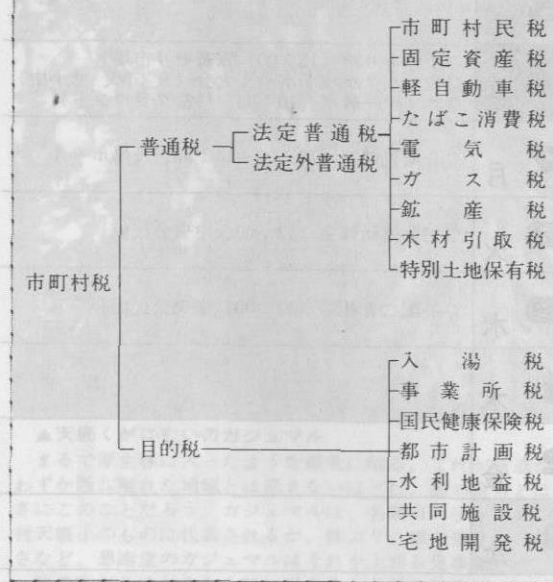 市町村民税
固定資産税
軽自動車税
たばこ消費税
普通税
法定普通税
法定外普通税
電気税
ガス税
鉱産税
木材引取税
特別土地保有税
市町村税
入湯税
事業所税
国民健康保険税
目的税
都市計画税
水利地益税
共同施設税
宅地開発税